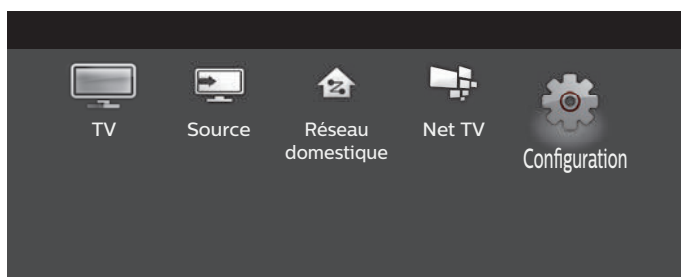 TV
Source
Réseau
domestique
Net TV
Configuration